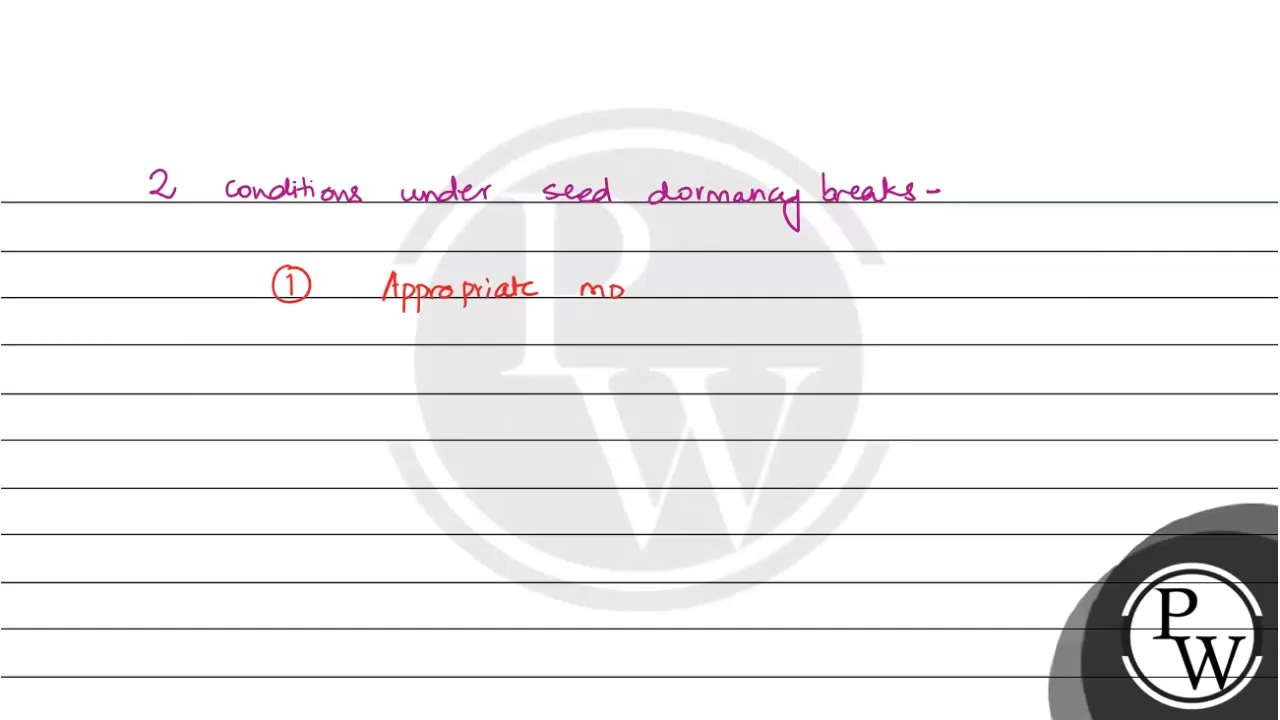 2 conditions under seed dormancy breaks -
① Appropriate mo
P
W
P
W